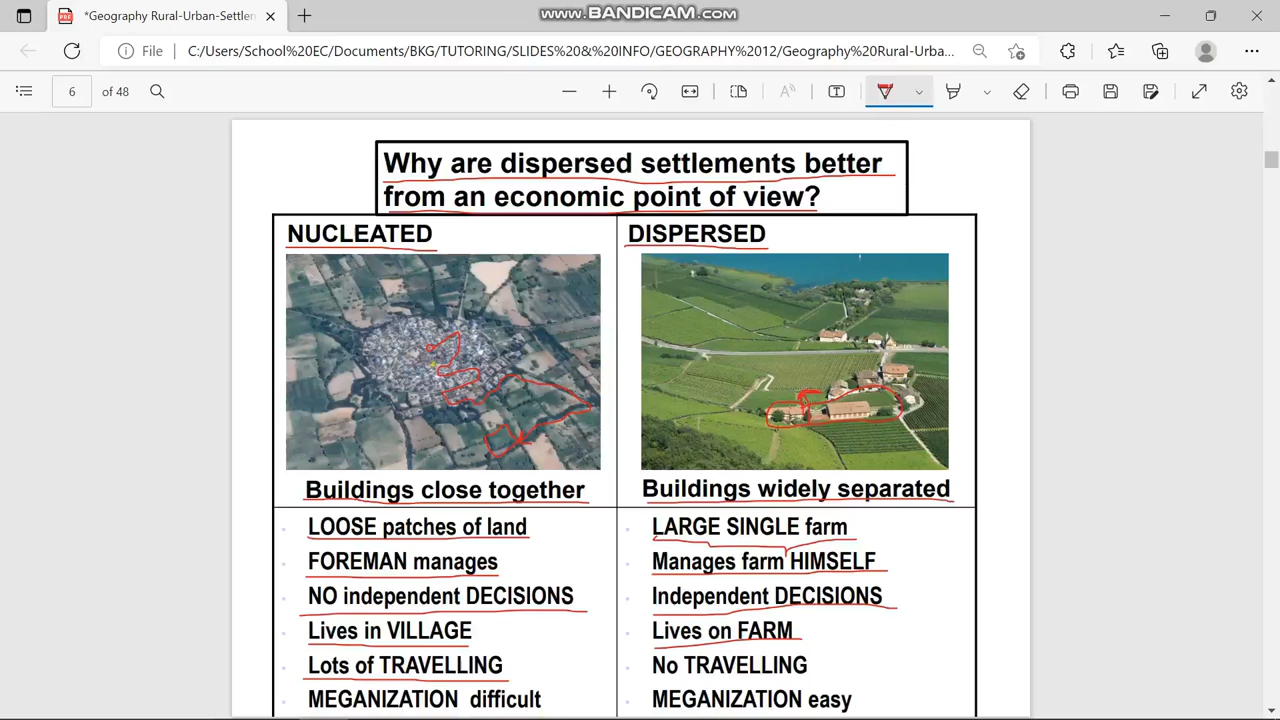 WWW.BANDICAM.COM
*Geography Rural-Urban-Settlen
File
C:/Users/School%20EC/Documents/BKG/TUTORING/SLIDES%20&%20INFO/GEOGRAPHY%2012/Geography%20Rural-Urba...
6 of 48
Why are dispersed settlements better
from an economic point of view?
NUCLEATED
DISPERSED
Buildings close together
Buildings widely separated
LOOSE patches of land
LARGE SINGLE farm
FOREMAN manages
Manages farm HIMSELF
NO independent DECISIONS
Independent DECISIONS
Lives in VILLAGE
Lives on FARM
Lots of TRAVELLING
No TRAVELLING
MEGANIZATION difficult
MEGANIZATION easy